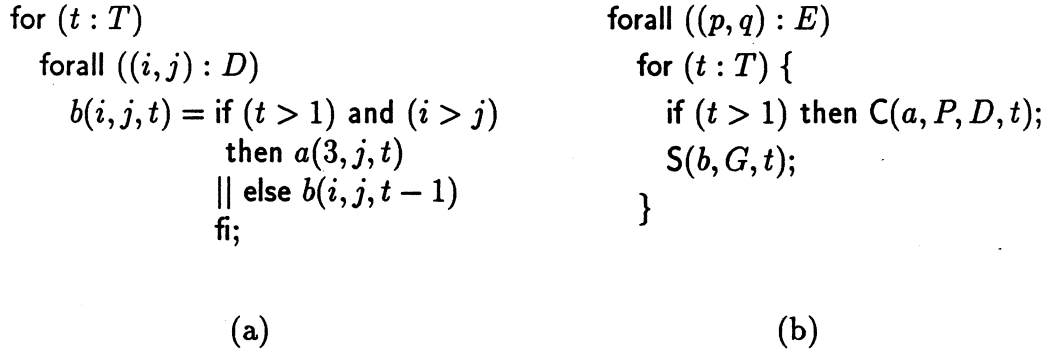 for (t : T)
forall ((i, j) : D)
b(i, j, t) = if (t > 1) and (i > j)
then a(3, j, t)
|| else b(i, j, t − 1)
fi;
(a)
forall ((p, q) : E)
for (t : T) {
if (t > 1) then C(a, P, D, t);
S(b, G, t);
}
(b)